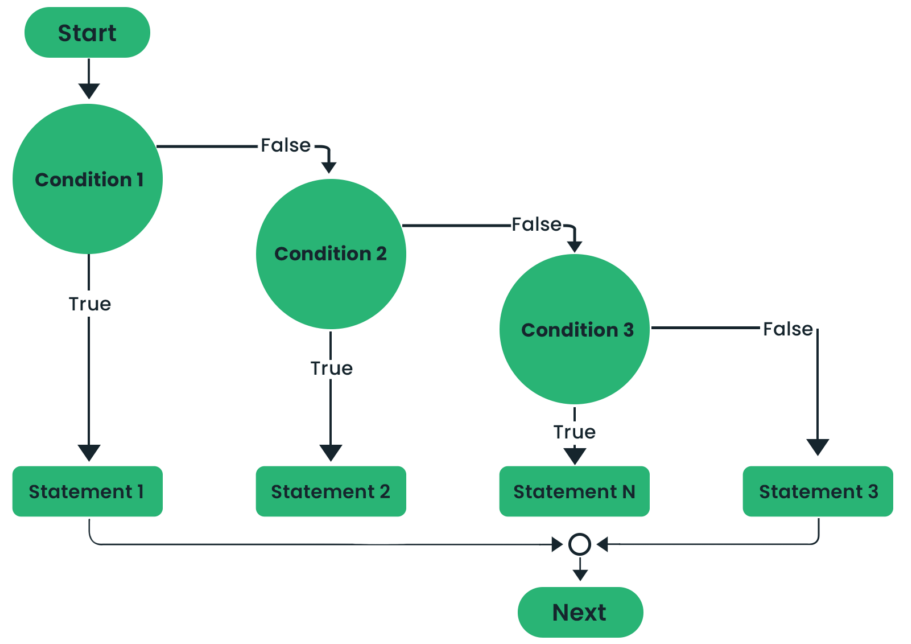 Start
False
Condition 1
False
Condition 2
True
Condition 3
False
True
True
Statement 1
Statement 2
Statement N
Statement 3
Next